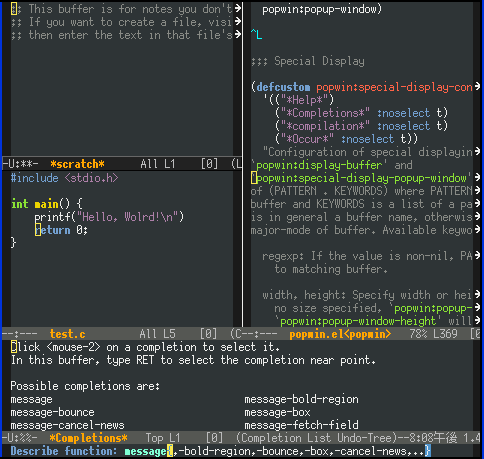 ;; This buffer is for notes you don't
;; If you want to create a file, visi
;; then enter the text in that file's
-U:**-  *scratch*      All L1     [0]  (L
#include <stdio.h>
int main() {
    printf("Hello, Wolrd!\n")
    return 0;
}
--:---  test.c         All L5     [0]  (C
popwin:popup-window)
^L
;;; Special Display
(defcustom popwin:special-display-con
  '(("*Help*")
    ("*Completions*" :noselect t)
    ("*compilation*" :noselect t)
    ("*Occur*" :noselect t))
  "Configuration of special displayin
`popwin:display-buffer' and
`popwin:special-display-popup-window'
of (PATTERN . KEYWORDS) where PATTERN
buffer and KEYWORDS is a list of a pa
is in general a buffer name, otherwis
major-mode of buffer. Available keywo
  regexp: If the value is non-nil, PA
    to matching buffer.
  width, height: Specify width or hei
    no size specified, `popwin:popup-
    `popwin:popup-window-height' will
--:---  popwin.el<popwin>   78% L369  [0]
Click <mouse-2> on a completion to select it.
In this buffer, type RET to select the completion near point.
Possible completions are:
message                            message-bold-region
message-bounce                     message-box
message-cancel-news                message-fetch-field
-U:%%-  *Completions*   Top L1     [0]  (Completion List Undo-Tree)--8:08午後 1.4
Describe function: message{,-bold-region,-bounce,-box,-cancel-news,..}